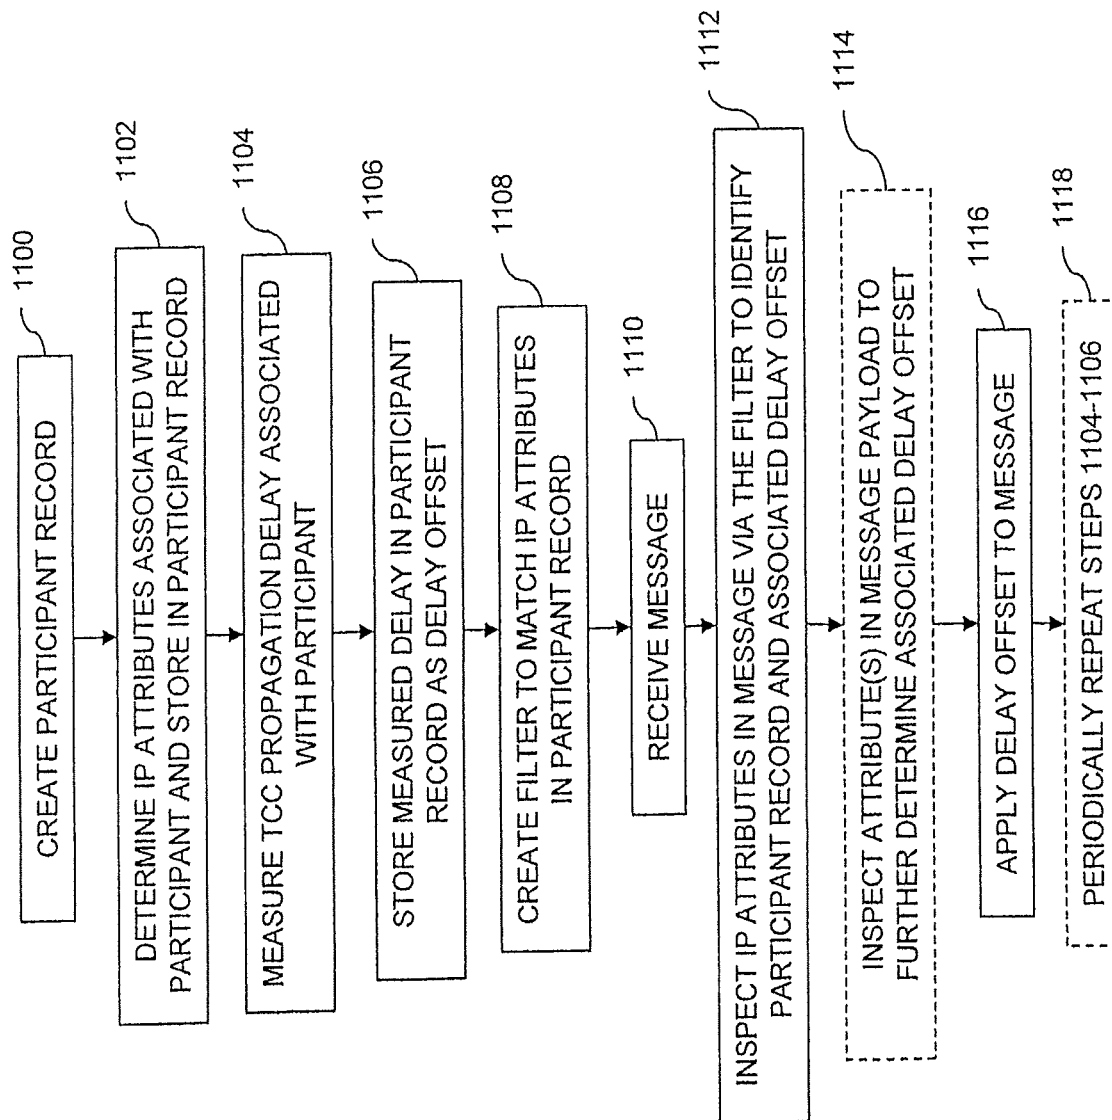 CREATE PARTICIPANT RECORD
1100
DETERMINE IP ATTRIBUTES ASSOCIATED WITH
PARTICIPANT AND STORE IN PARTICIPANT RECORD
1102
MEASURE TCC PROPAGATION DELAY ASSOCIATED
WITH PARTICIPANT
1104
STORE MEASURED DELAY IN PARTICIPANT
RECORD AS DELAY OFFSET
1106
CREATE FILTER TO MATCH IP ATTRIBUTES
IN PARTICIPANT RECORD
1108
RECEIVE MESSAGE
1110
INSPECT IP ATTRIBUTES IN MESSAGE VIA THE FILTER TO IDENTIFY
PARTICIPANT RECORD AND ASSOCIATED DELAY OFFSET
1112
INSPECT ATTRIBUTE(S) IN MESSAGE PAYLOAD TO
FURTHER DETERMINE ASSOCIATED DELAY OFFSET
1114
APPLY DELAY OFFSET TO MESSAGE
1116
PERIODICALLY REPEAT STEPS 1104-1106
1118